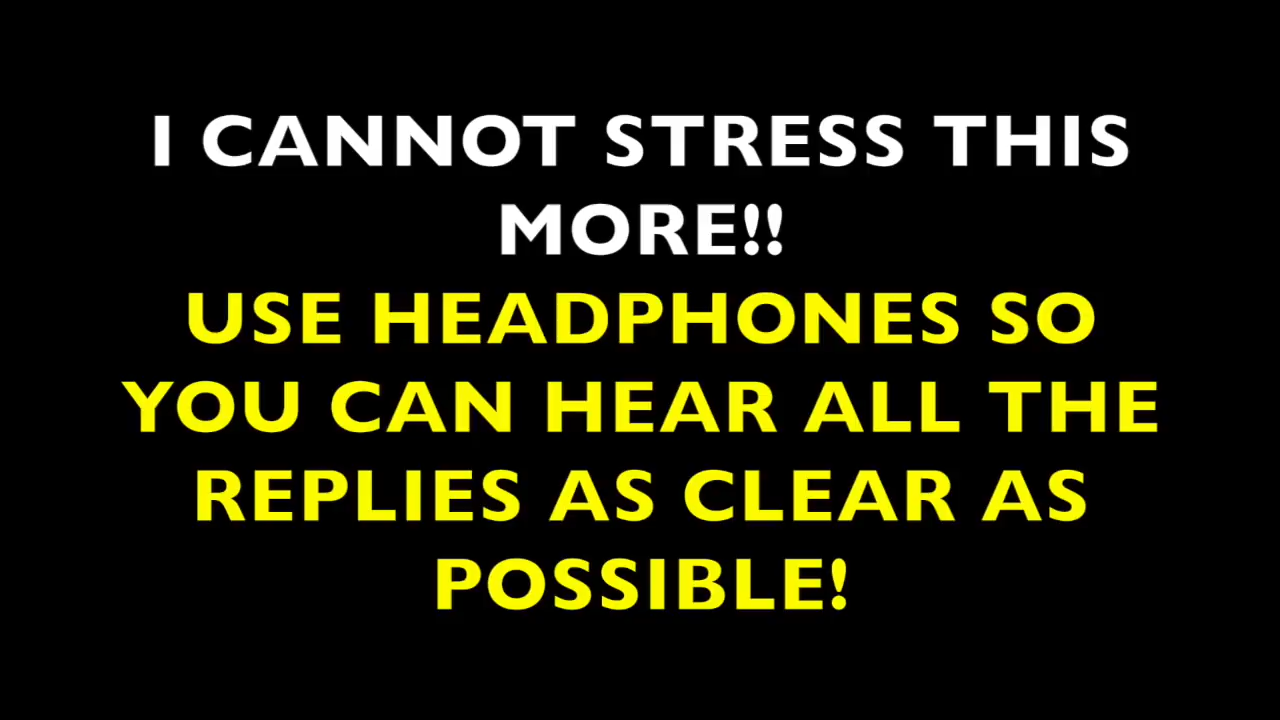 I CANNOT STRESS THIS
MORE!!
USE HEADPHONES SO
YOU CAN HEAR ALL THE
REPLIES AS CLEAR AS
POSSIBLE!